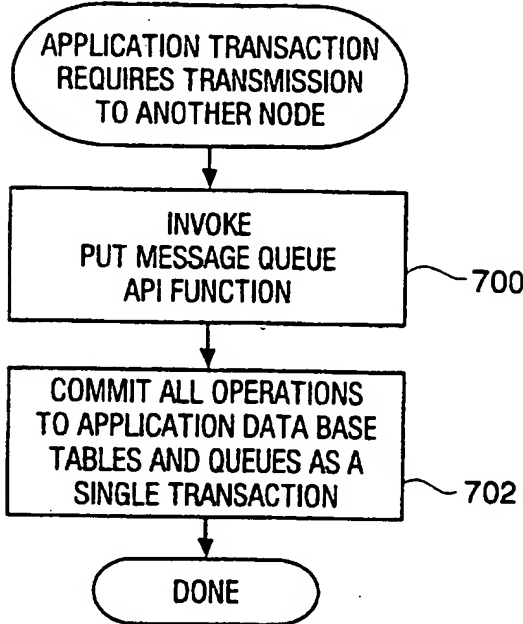 APPLICATION TRANSACTION
REQUIRES TRANSMISSION
TO ANOTHER NODE
INVOKE
PUT MESSAGE QUEUE
API FUNCTION
700
COMMIT ALL OPERATIONS
TO APPLICATION DATA BASE
TABLES AND QUEUES AS A
SINGLE TRANSACTION
702
DONE